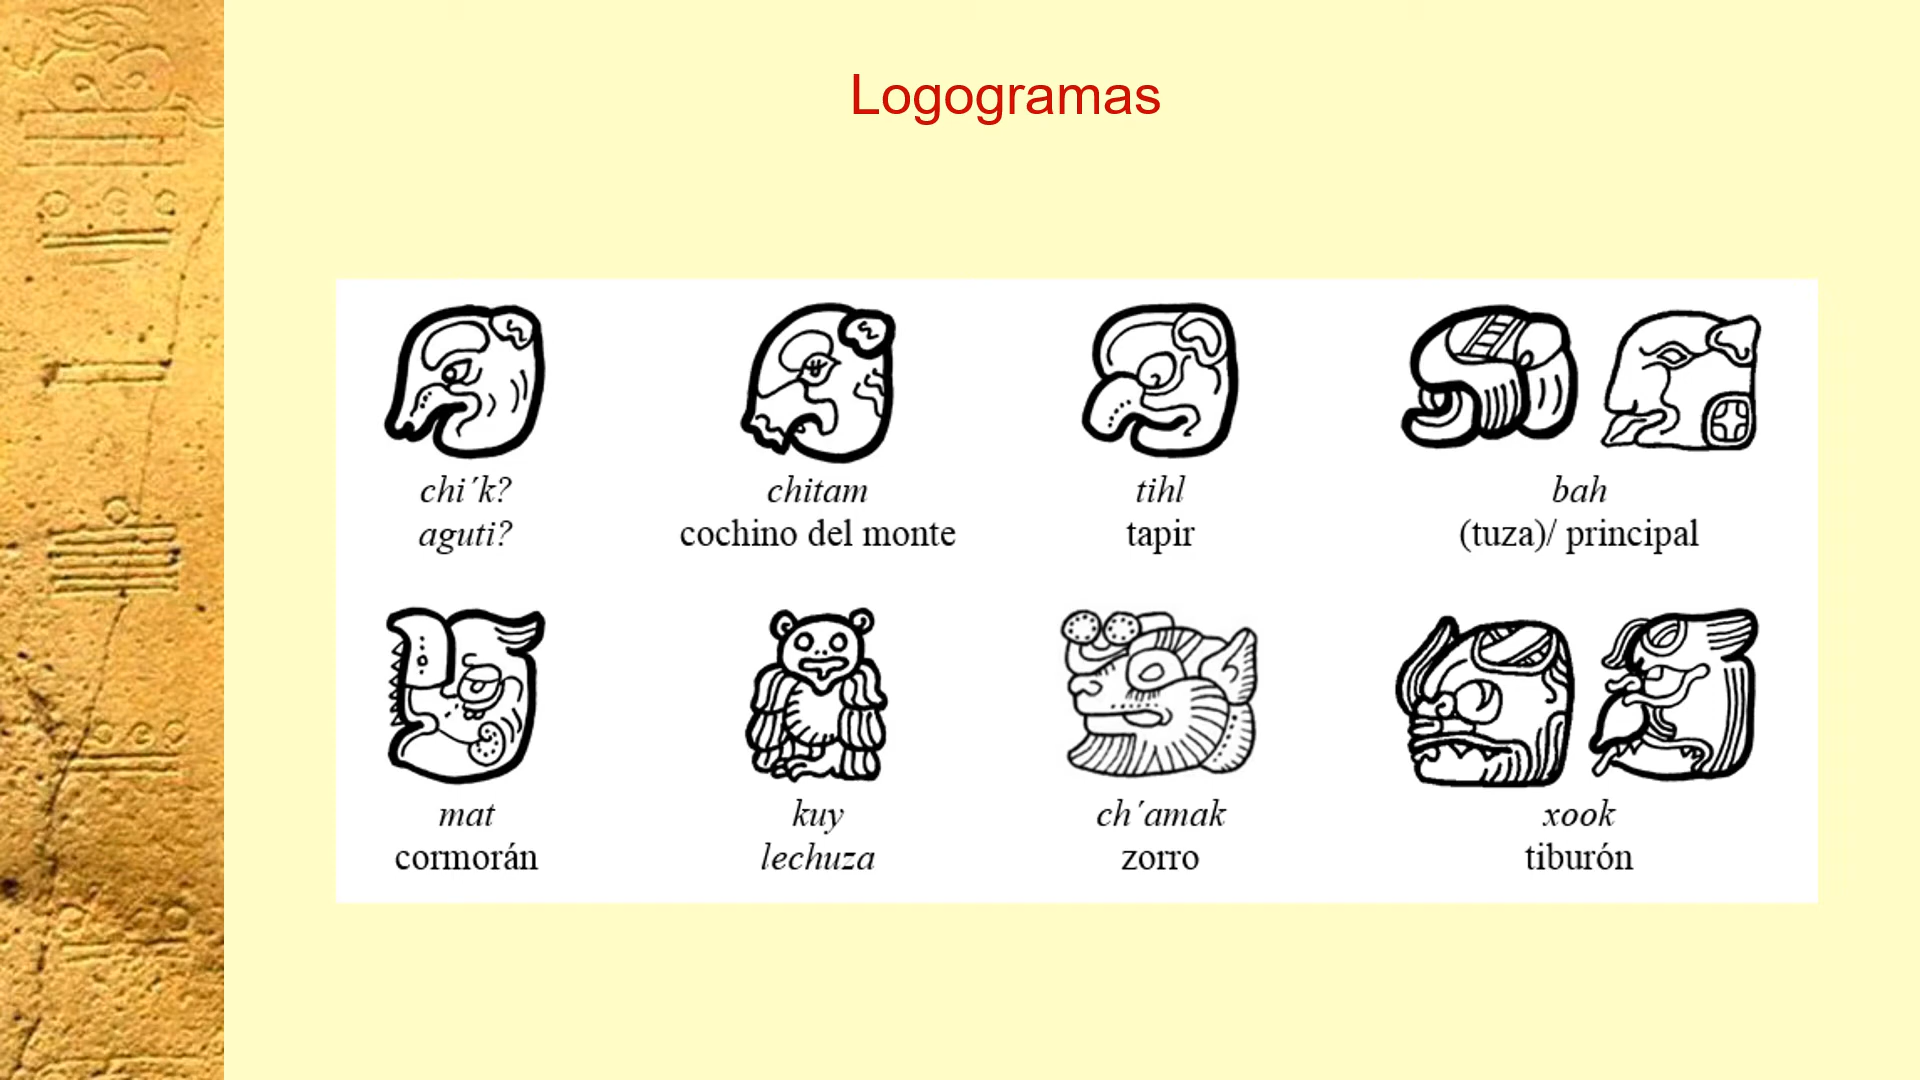 Logogramas
chi´k?
aguti?
chitam
cochino del monte
tihl
tapir
bah
(tuza)/ principal
mat
cormorán
kuy
lechuza
ch´amak
zorro
xook
tiburón